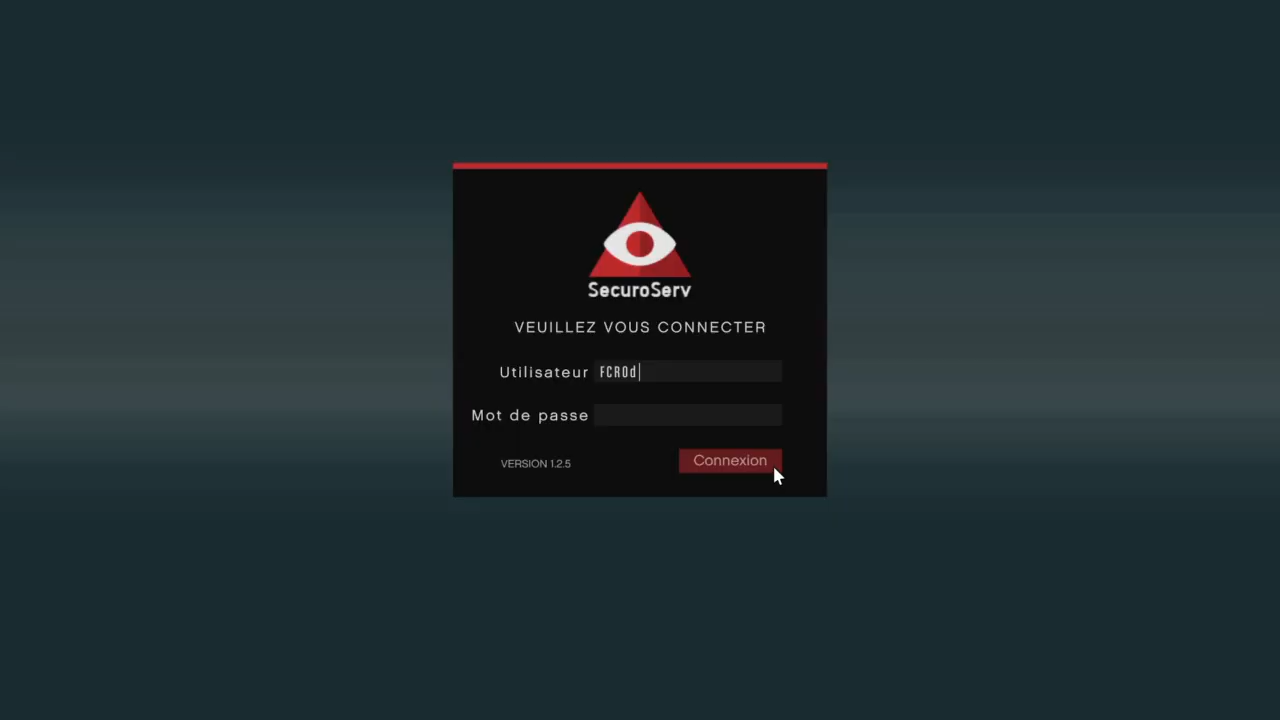 SecuroServ
VEUILLEZ VOUS CONNECTER
Utilisateur FCR0d
Mot de passe
VERSION 1.2.5
Connexion